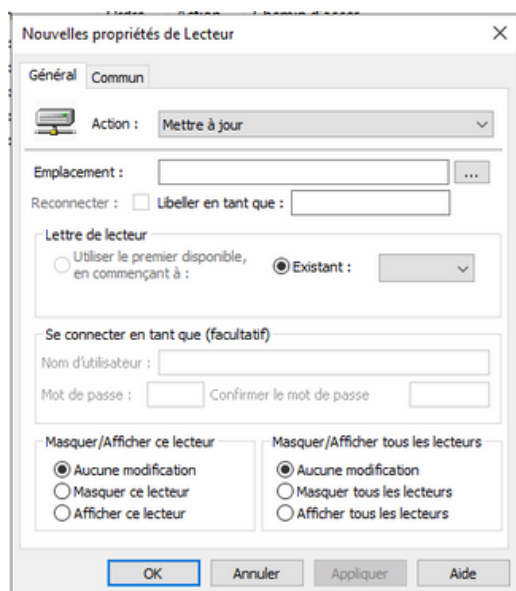 Nouvelles propriétés de Lecteur
Général Commun
Action : Mettre à jour
Emplacement : ...
Reconnecter : Libeller en tant que :
Lettre de lecteur
Utiliser le premier disponible,
en commençant à :
Existant :
Se connecter en tant que (facultatif)
Nom d'utilisateur :
Mot de passe : Confirmer le mot de passe
Masquer/Afficher ce lecteur
Aucune modification
Masquer ce lecteur
Afficher ce lecteur
Masquer/Afficher tous les lecteurs
Aucune modification
Masquer tous les lecteurs
Afficher tous les lecteurs
OK Annuler Appliquer Aide